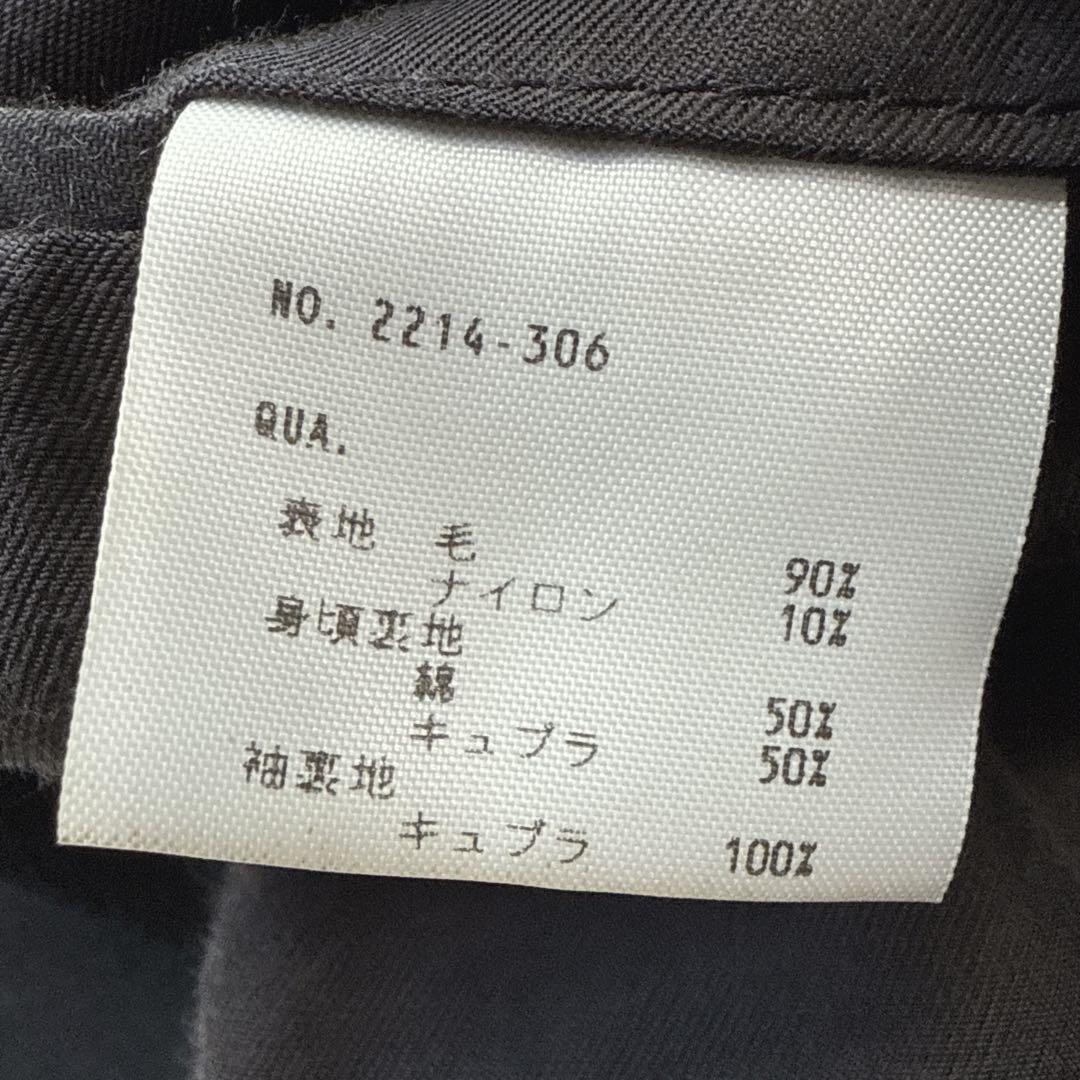 NO. 2214-306
QUA.
表地 毛 90%
ナイロン 10%
身頃裏地
綿 50%
キュプラ 50%
袖裏地
キュプラ 100%